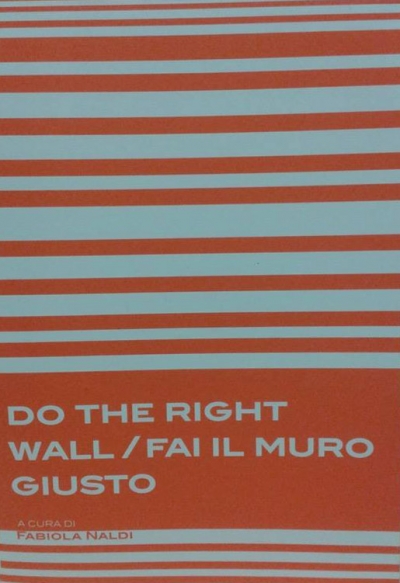 DO THE RIGHT
WALL / FAI IL MURO
GIUSTO
A CURA DI
FABIOLA NALDI